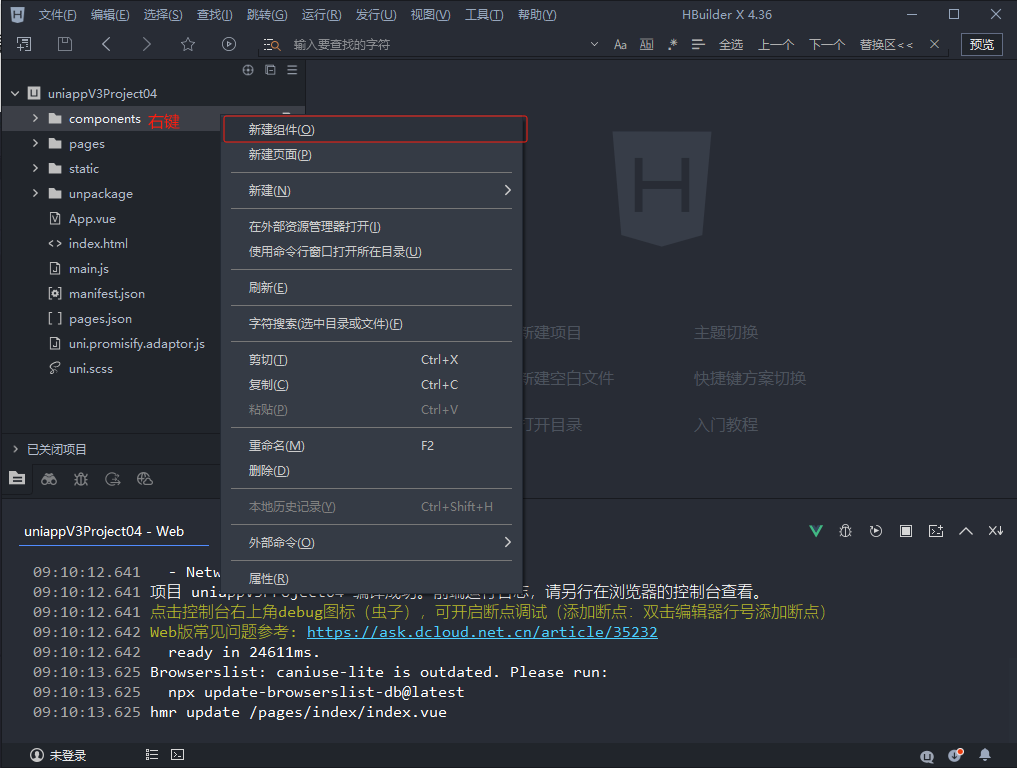 文件(F) 编辑(E) 选择(S) 查找(I) 跳转(G) 运行(R) 发行(U) 视图(V) 工具(T) 帮助(Y) HBuilder X 4.36
输入要查找的字符 Aa AB .* 全选 上一个 下一个 替换区<< 预览
uniappV3Project04
components 右键
pages
static
unpackage
App.vue
index.html
main.js
manifest.json
pages.json
uni.promisify.adaptor.js
uni.scss
已关闭项目
新建组件(O)
新建页面(P)
新建(N)
在外部资源管理器打开(I)
使用命令行窗口打开所在目录(U)
刷新(E)
字符搜索(选中目录或文件)(F)
剪切(T) Ctrl+X
复制(C) Ctrl+C
粘贴(P) Ctrl+V
重命名(M) F2
删除(D)
本地历史记录(Y) Ctrl+Shift+H
外部命令(O)
属性(R)
新建项目 主题切换
新建空白文件 快捷键方案切换
打开目录 入门教程
uniappV3Project04 - Web
09:10:12.641 - Netw
09:10:12.641 项目 uniappV3Project04 编译成功。前端运行日志，请另行在浏览器的控制台查看。
09:10:12.641 点击控制台右上角debug图标（虫子），可开启断点调试（添加断点：双击编辑器行号添加断点）
09:10:12.642 Web版常见问题参考: https://ask.dcloud.net.cn/article/35232
09:10:12.642 ready in 24611ms.
09:10:13.625 Browserslist: caniuse-lite is outdated. Please run:
09:10:13.625 npx update-browserslist-db@latest
09:10:13.625 hmr update /pages/index/index.vue
未登录